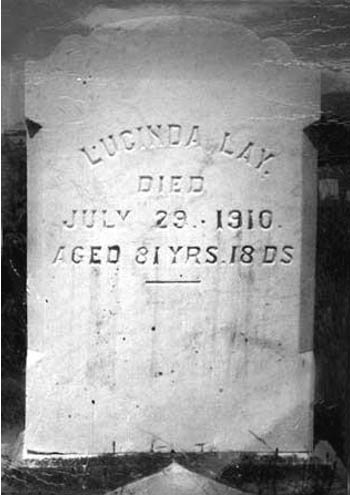 LUCINDA LAY.
DIED
JULY 29. 1910.
AGED 81 YRS. 18 DS